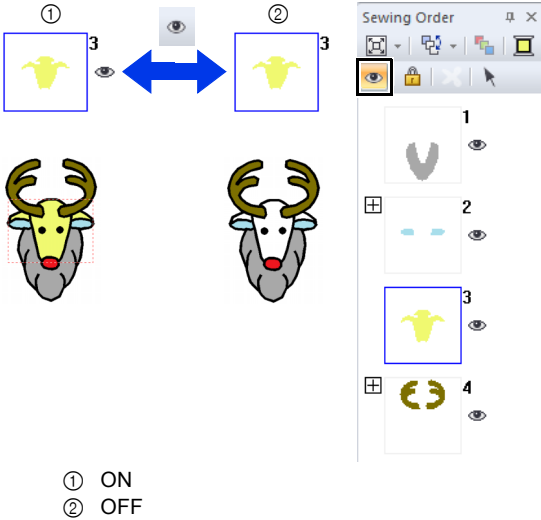 ① ②
3 3
Sewing Order
1
2
3
4
① ON
② OFF